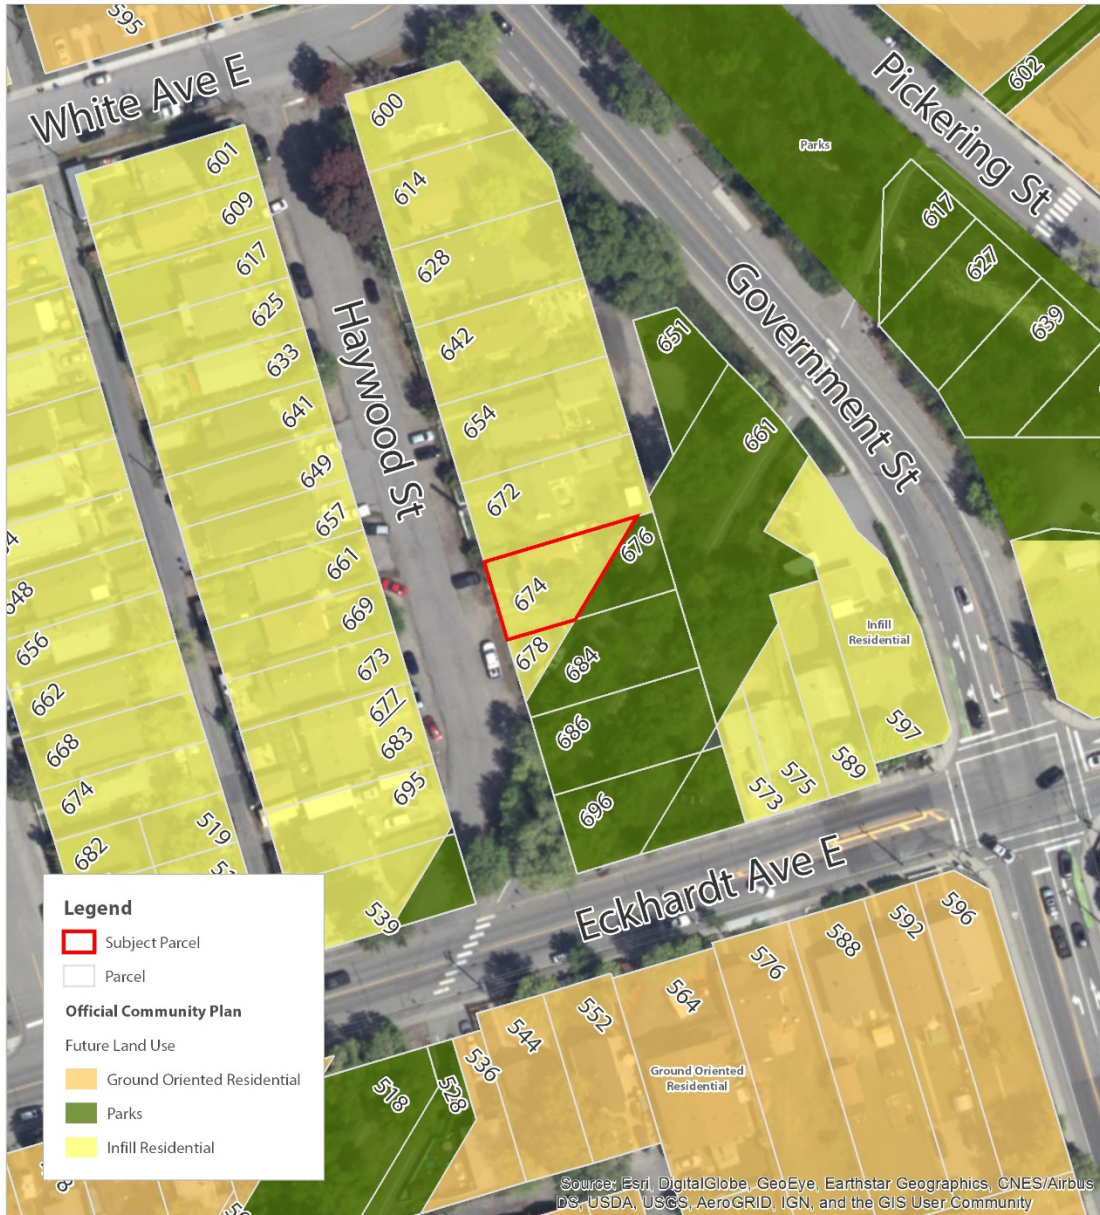 595
White Ave E
600
601
609
617
625
633
641
649
657
661
669
673
677
683
695
539
614
628
642
654
672
674
676
678
684
686
696
Haywood St
Parks
Pickering St
602
617
627
639
Government St
651
661
Infill
Residential
573
575
589
597
648
656
662
668
674
682
519
Eckhardt Ave E
518
528
536
544
552
564
576
588
592
596
Ground Oriented
Residential
Legend
Subject Parcel
Parcel
Official Community Plan
Future Land Use
Ground Oriented Residential
Parks
Infill Residential
Source: Esri, DigitalGlobe, GeoEye, Earthstar Geographics, CNES/Airbus
DS, USDA, USGS, AeroGRID, IGN, and the GIS User Community